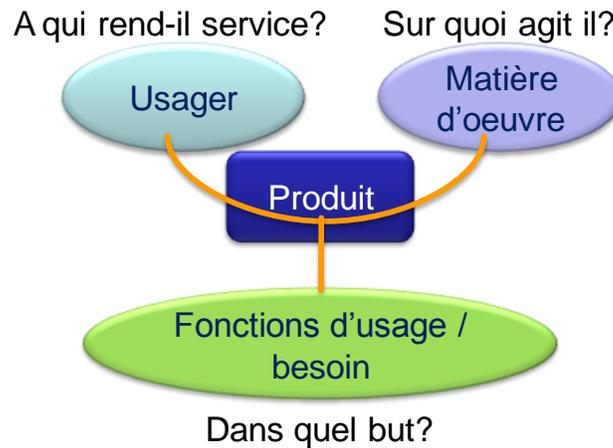 A qui rend-il service?
Sur quoi agit il?
Usager
Matière
d’oeuvre
Produit
Fonctions d’usage /
besoin
Dans quel but?